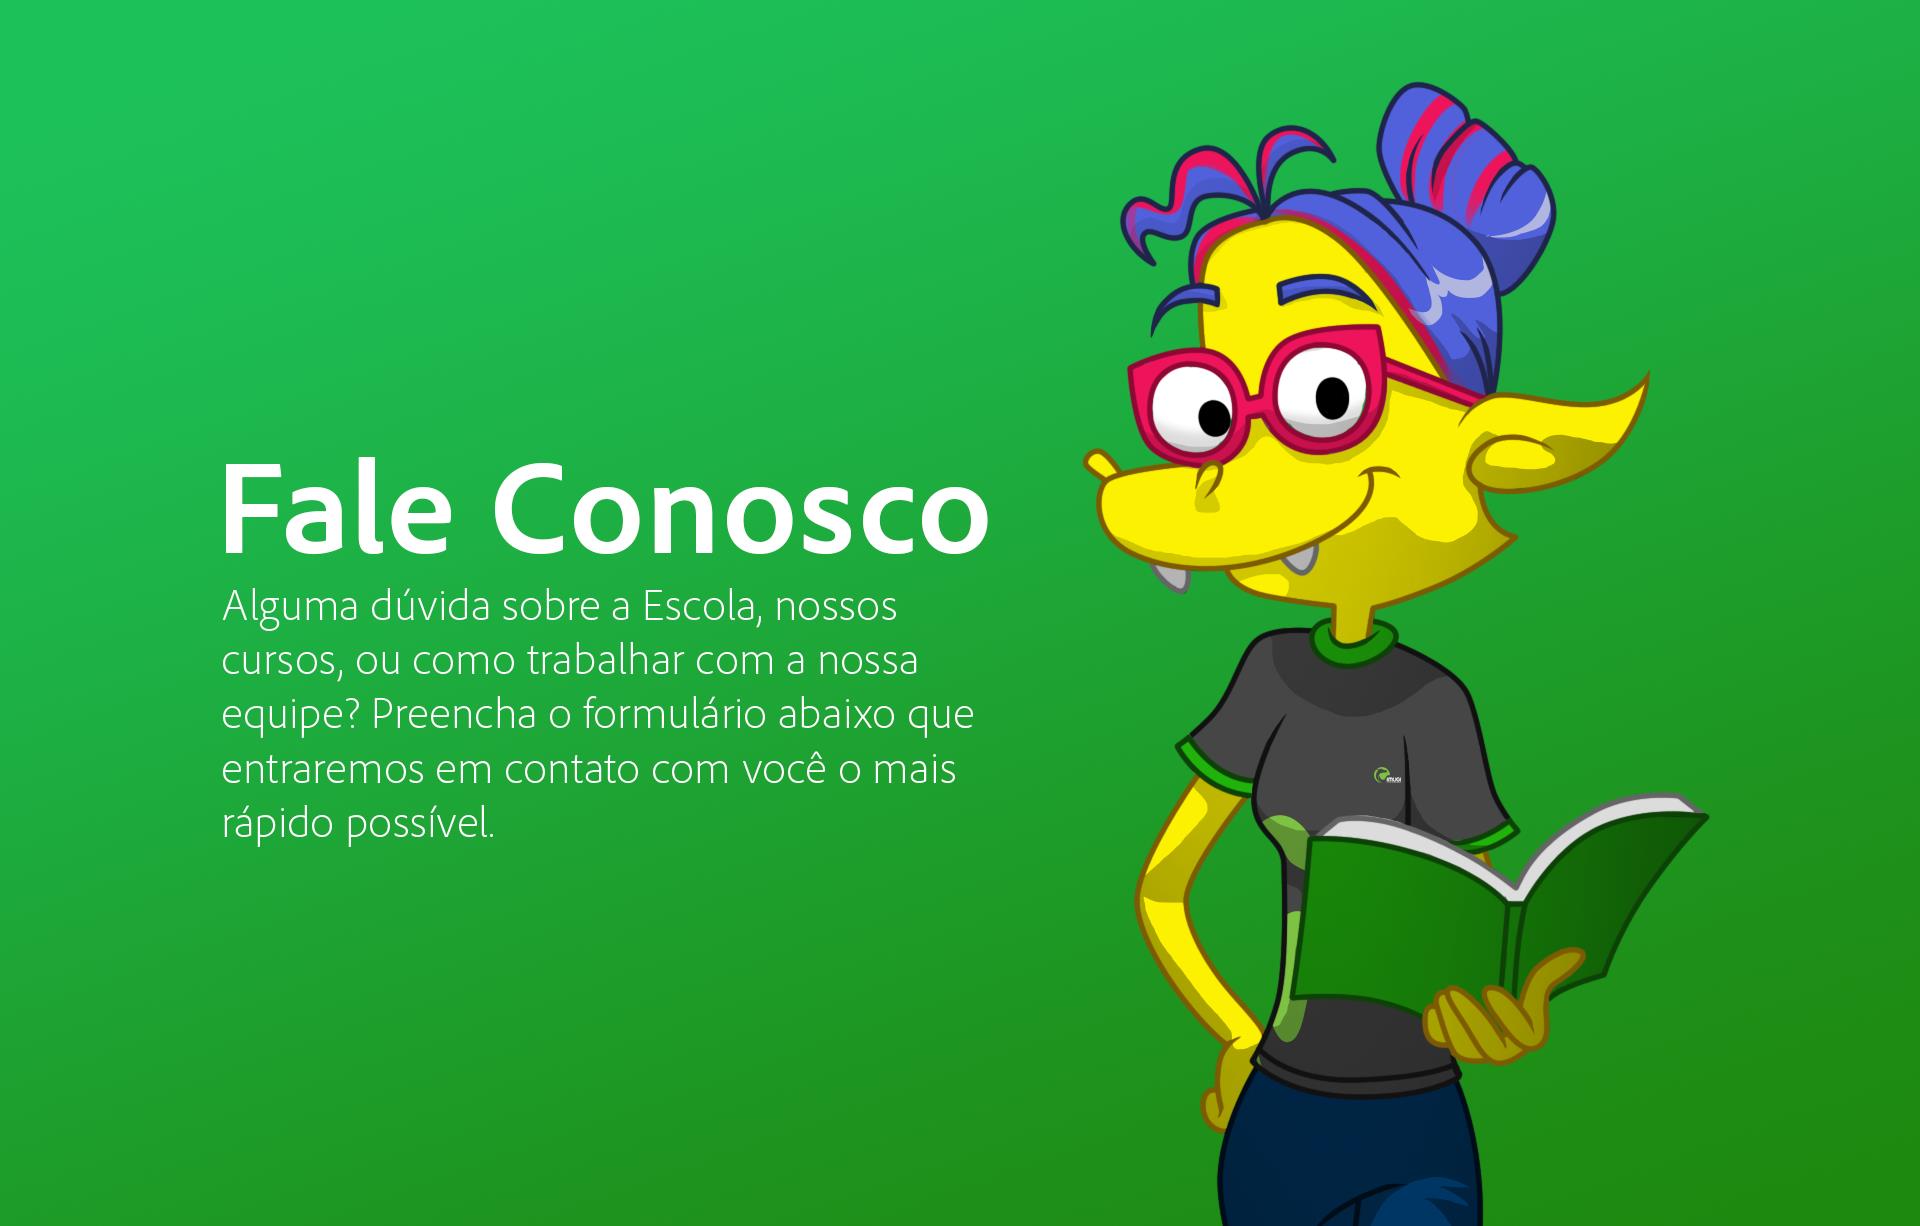 Fale Conosco
Alguma dúvida sobre a Escola, nossos
cursos, ou como trabalhar com a nossa
equipe? Preencha o formulário abaixo que
entraremos em contato com você o mais
rápido possível.
IMUGI